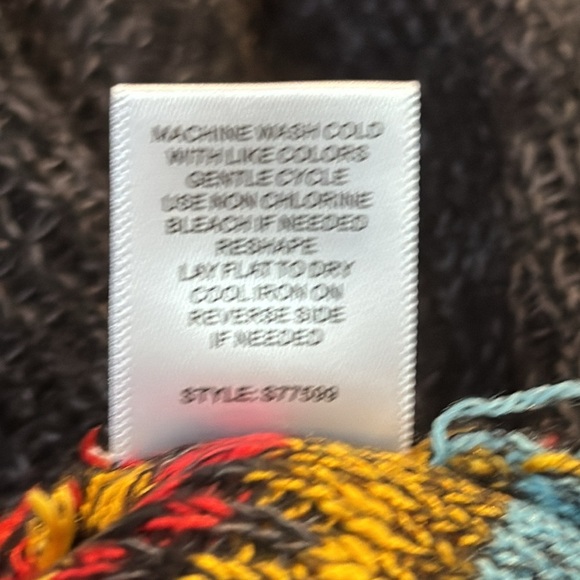 MACHINE WASH COLD
WITH LIKE COLORS
GENTLE CYCLE
USE NON CHLORINE
BLEACH IF NEEDED
RESHAPE
LAY FLAT TO DRY
COOL IRON ON
REVERSE SIDE
IF NEEDED
STYLE: S77599